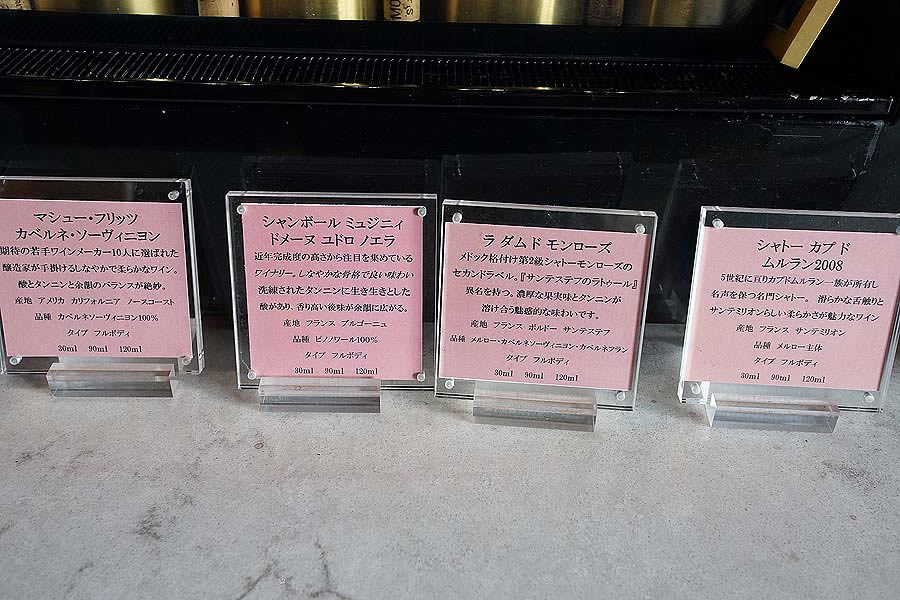 マシュー・フリッツ
カベルネ・ソーヴィニヨン
期待の若手ワインメーカー10人に選ばれた
醸造家が手掛けるしなやかで柔らかなワイン。
酸とタンニンと余韻のバランスが絶妙。
産地 アメリカ カリフォルニア ノースコースト
品種 カベルネソーヴィニヨン100%
タイプ フルボディ
30ml 90ml 120ml
シャンボール ミュジニィ
ドメーヌ ユドロ ノエラ
近年完成度の高さから注目を集めている
ワイナリー。しなやかな骨格で良い味わい
洗練されたタンニンに生き生きとした
酸があり、香り高い後味が余韻に広がる。
産地 フランス ブルゴーニュ
品種 ピノノワール100%
タイプ フルボディ
30ml 90ml 120ml
ラ ダムド モンローズ
メドック格付け第2級シャトーモンローズの
セカンドラベル。『サンテステフのラトゥール』
異名を持つ。濃厚な果実味とタンニンが
溶け合う魅惑的な味わいです。
産地 フランス ボルドー サンテステフ
品種 メルロー・カベルネソーヴィニヨン・カベルネフラン
タイプ フルボディ
30ml 90ml 120ml
シャトー カプ ド
ムルラン2008
5世紀に亘りカプドムルラン一族が所有し
名声を保つ名門シャトー。 滑らかな舌触りと
サンテミリオンらしい柔らかさが魅力なワイン
産地 フランス サンテミリオン
品種 メルロー主体
タイプ フルボディ
30ml 90ml 120ml